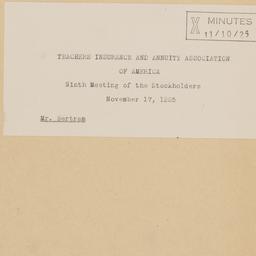 X MINUTES
11/10/25
TEACHERS INSURANCE AND ANNUITY ASSOCIATION
OF AMERICA
Ninth Meeting of the Stockholders
November 17, 1925
Mr. Bertram